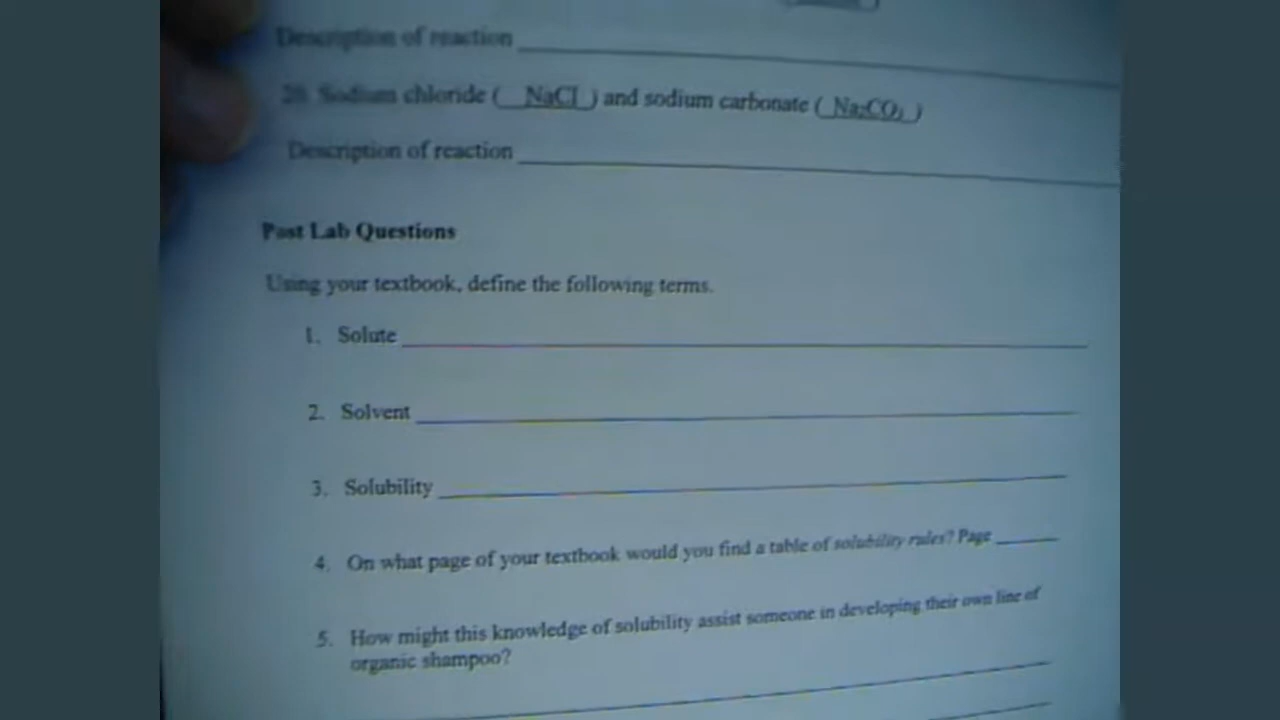 Description of reaction
20. Sodium chloride ( NaCl ) and sodium carbonate ( Na₂CO₃ )
Description of reaction
Post Lab Questions
Using your textbook, define the following terms.
1. Solute
2. Solvent
3. Solubility
4. On what page of your textbook would you find a table of solubility rules? Page
5. How might this knowledge of solubility assist someone in developing their own line of
organic shampoo?